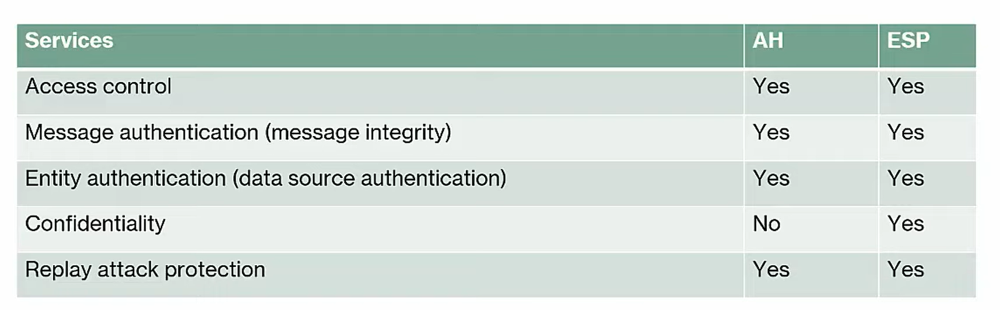 Services AH ESP
Access control Yes Yes
Message authentication (message integrity) Yes Yes
Entity authentication (data source authentication) Yes Yes
Confidentiality No Yes
Replay attack protection Yes Yes